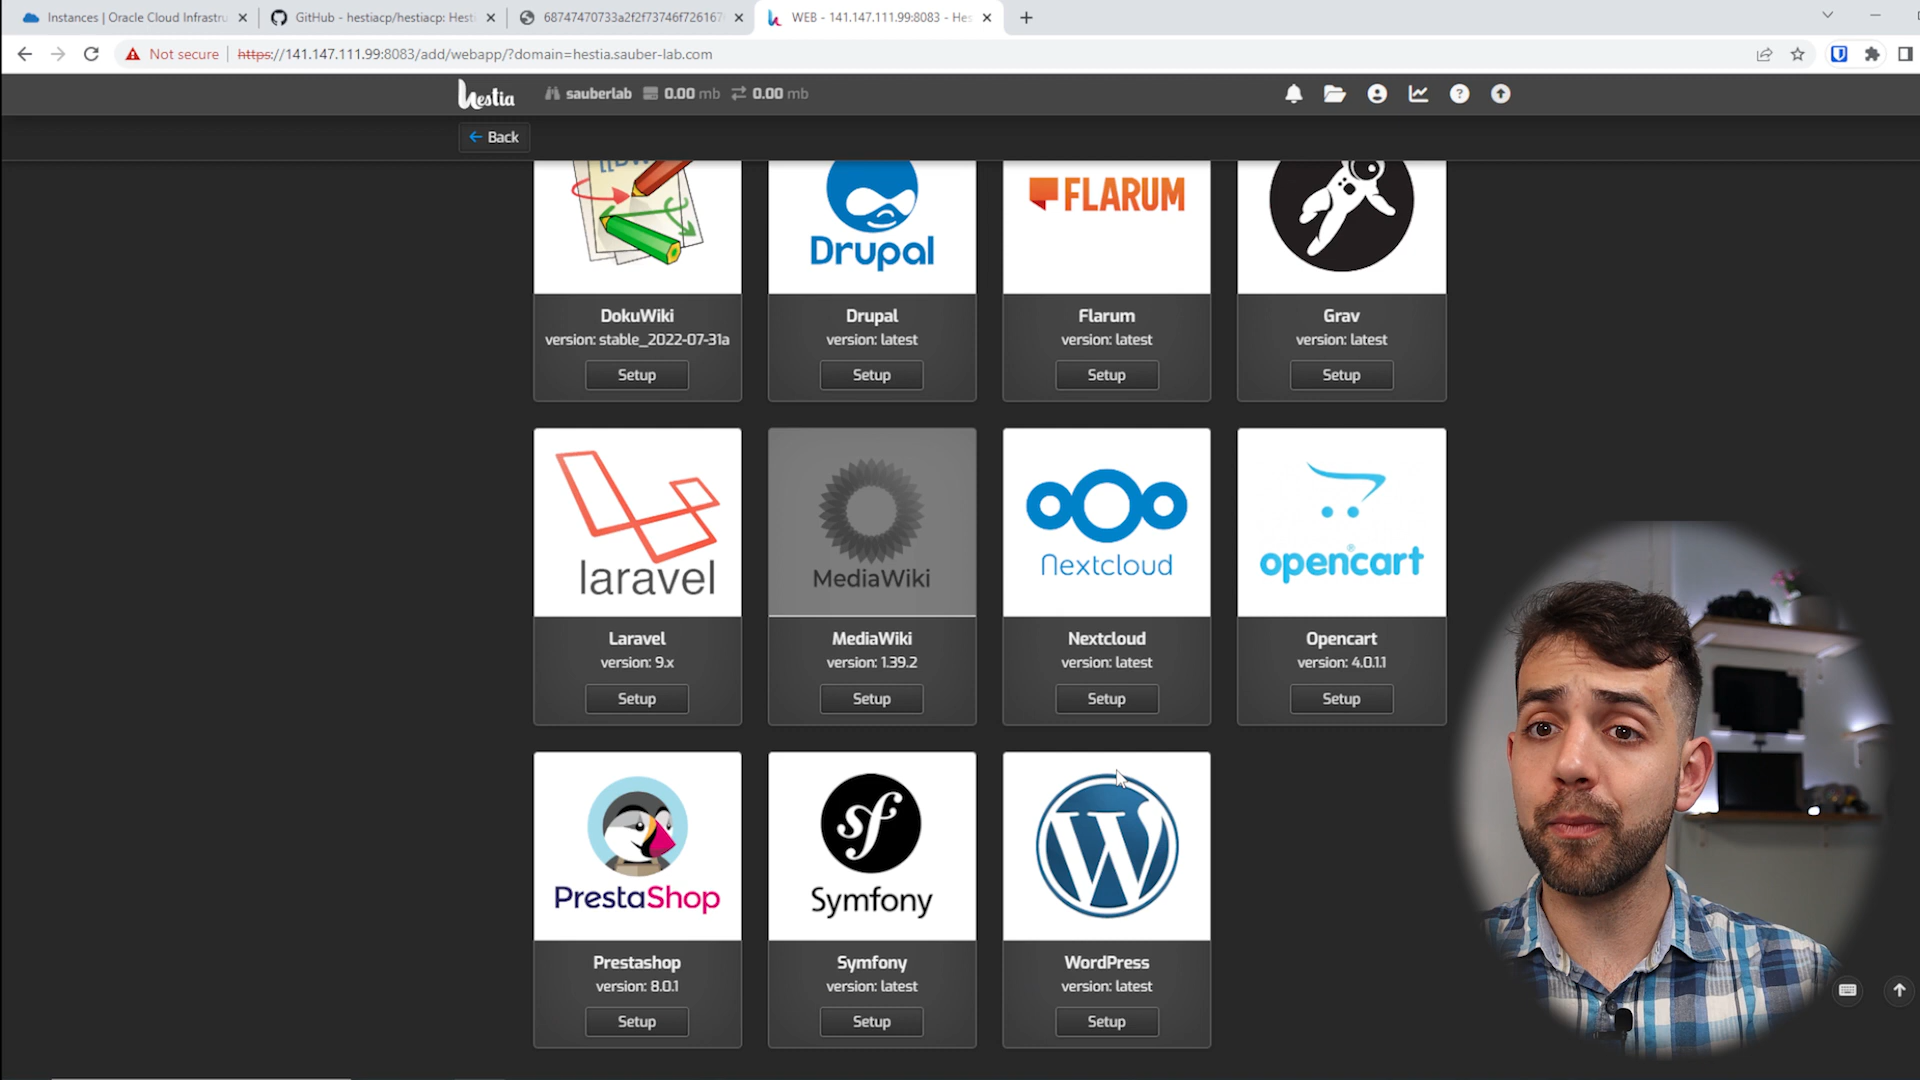 Instances | Oracle Cloud Infrastru
GitHub - hestiacp/hestiacp: Hesti
68747470733a2f2f73746f726167
WEB - 141.147.111.99:8083 - Hes
Not secure
https://141.147.111.99:8083/add/webapp/?domain=hestia.sauber-lab.com
hestia
sauberlab
0.00 mb
0.00 mb
Back
Drupal
FLARUM
DokuWiki
version: stable_2022-07-31a
Setup
Drupal
version: latest
Setup
Flarum
version: latest
Setup
Grav
version: latest
Setup
laravel
Laravel
version: 9.x
Setup
MediaWiki
MediaWiki
version: 1.39.2
Setup
Nextcloud
Nextcloud
version: latest
Setup
opencart
Opencart
version: 4.0.1.1
Setup
PrestaShop
Prestashop
version: 8.0.1
Setup
sf
Symfony
Symfony
version: latest
Setup
W
WordPress
version: latest
Setup